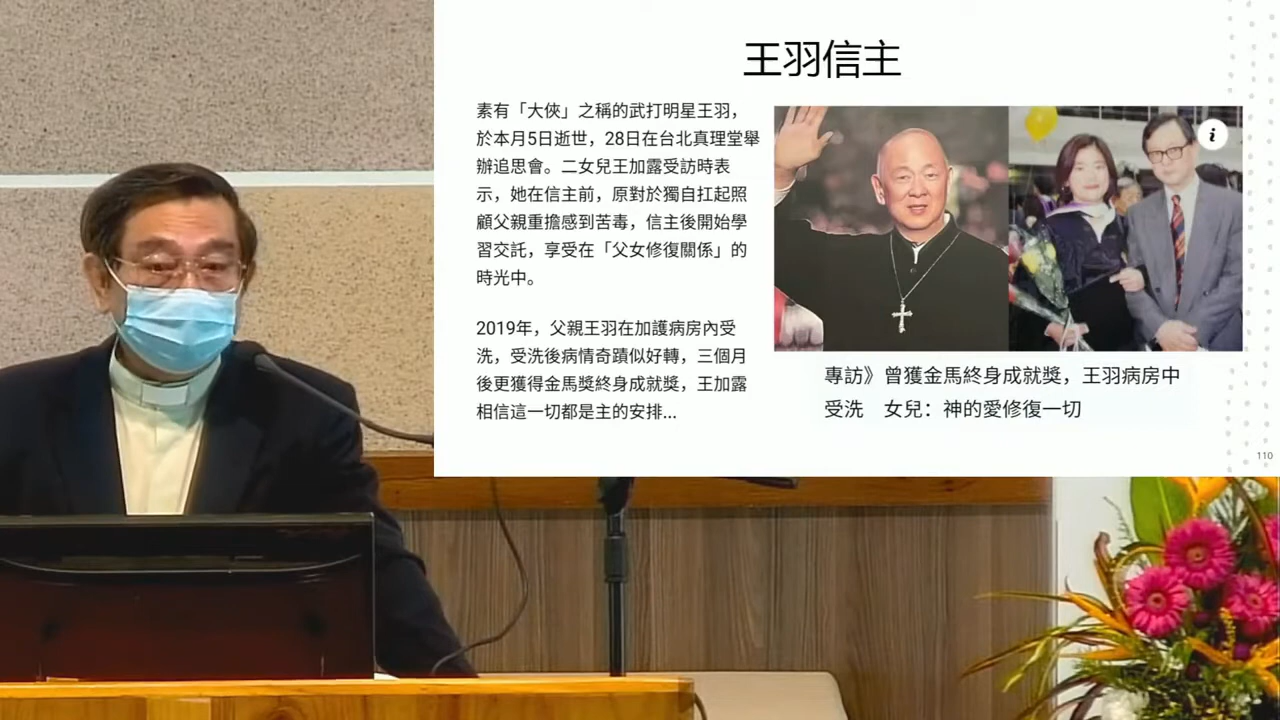 王羽信主
素有「大俠」之稱的武打明星王羽，
於本月5日逝世，28日在台北真理堂舉
辦追思會。二女兒王加露受訪時表
示，她在信主前，原對於獨自扛起照
顧父親重擔感到苦毒，信主後開始學
習交託，享受在「父女修復關係」的
時光中。
2019年，父親王羽在加護病房內受
洗，受洗後病情奇蹟似好轉，三個月
後更獲得金馬獎終身成就獎，王加露
相信這一切都是主的安排...
i
專訪》曾獲金馬終身成就獎，王羽病房中
受洗　女兒：神的愛修復一切
110